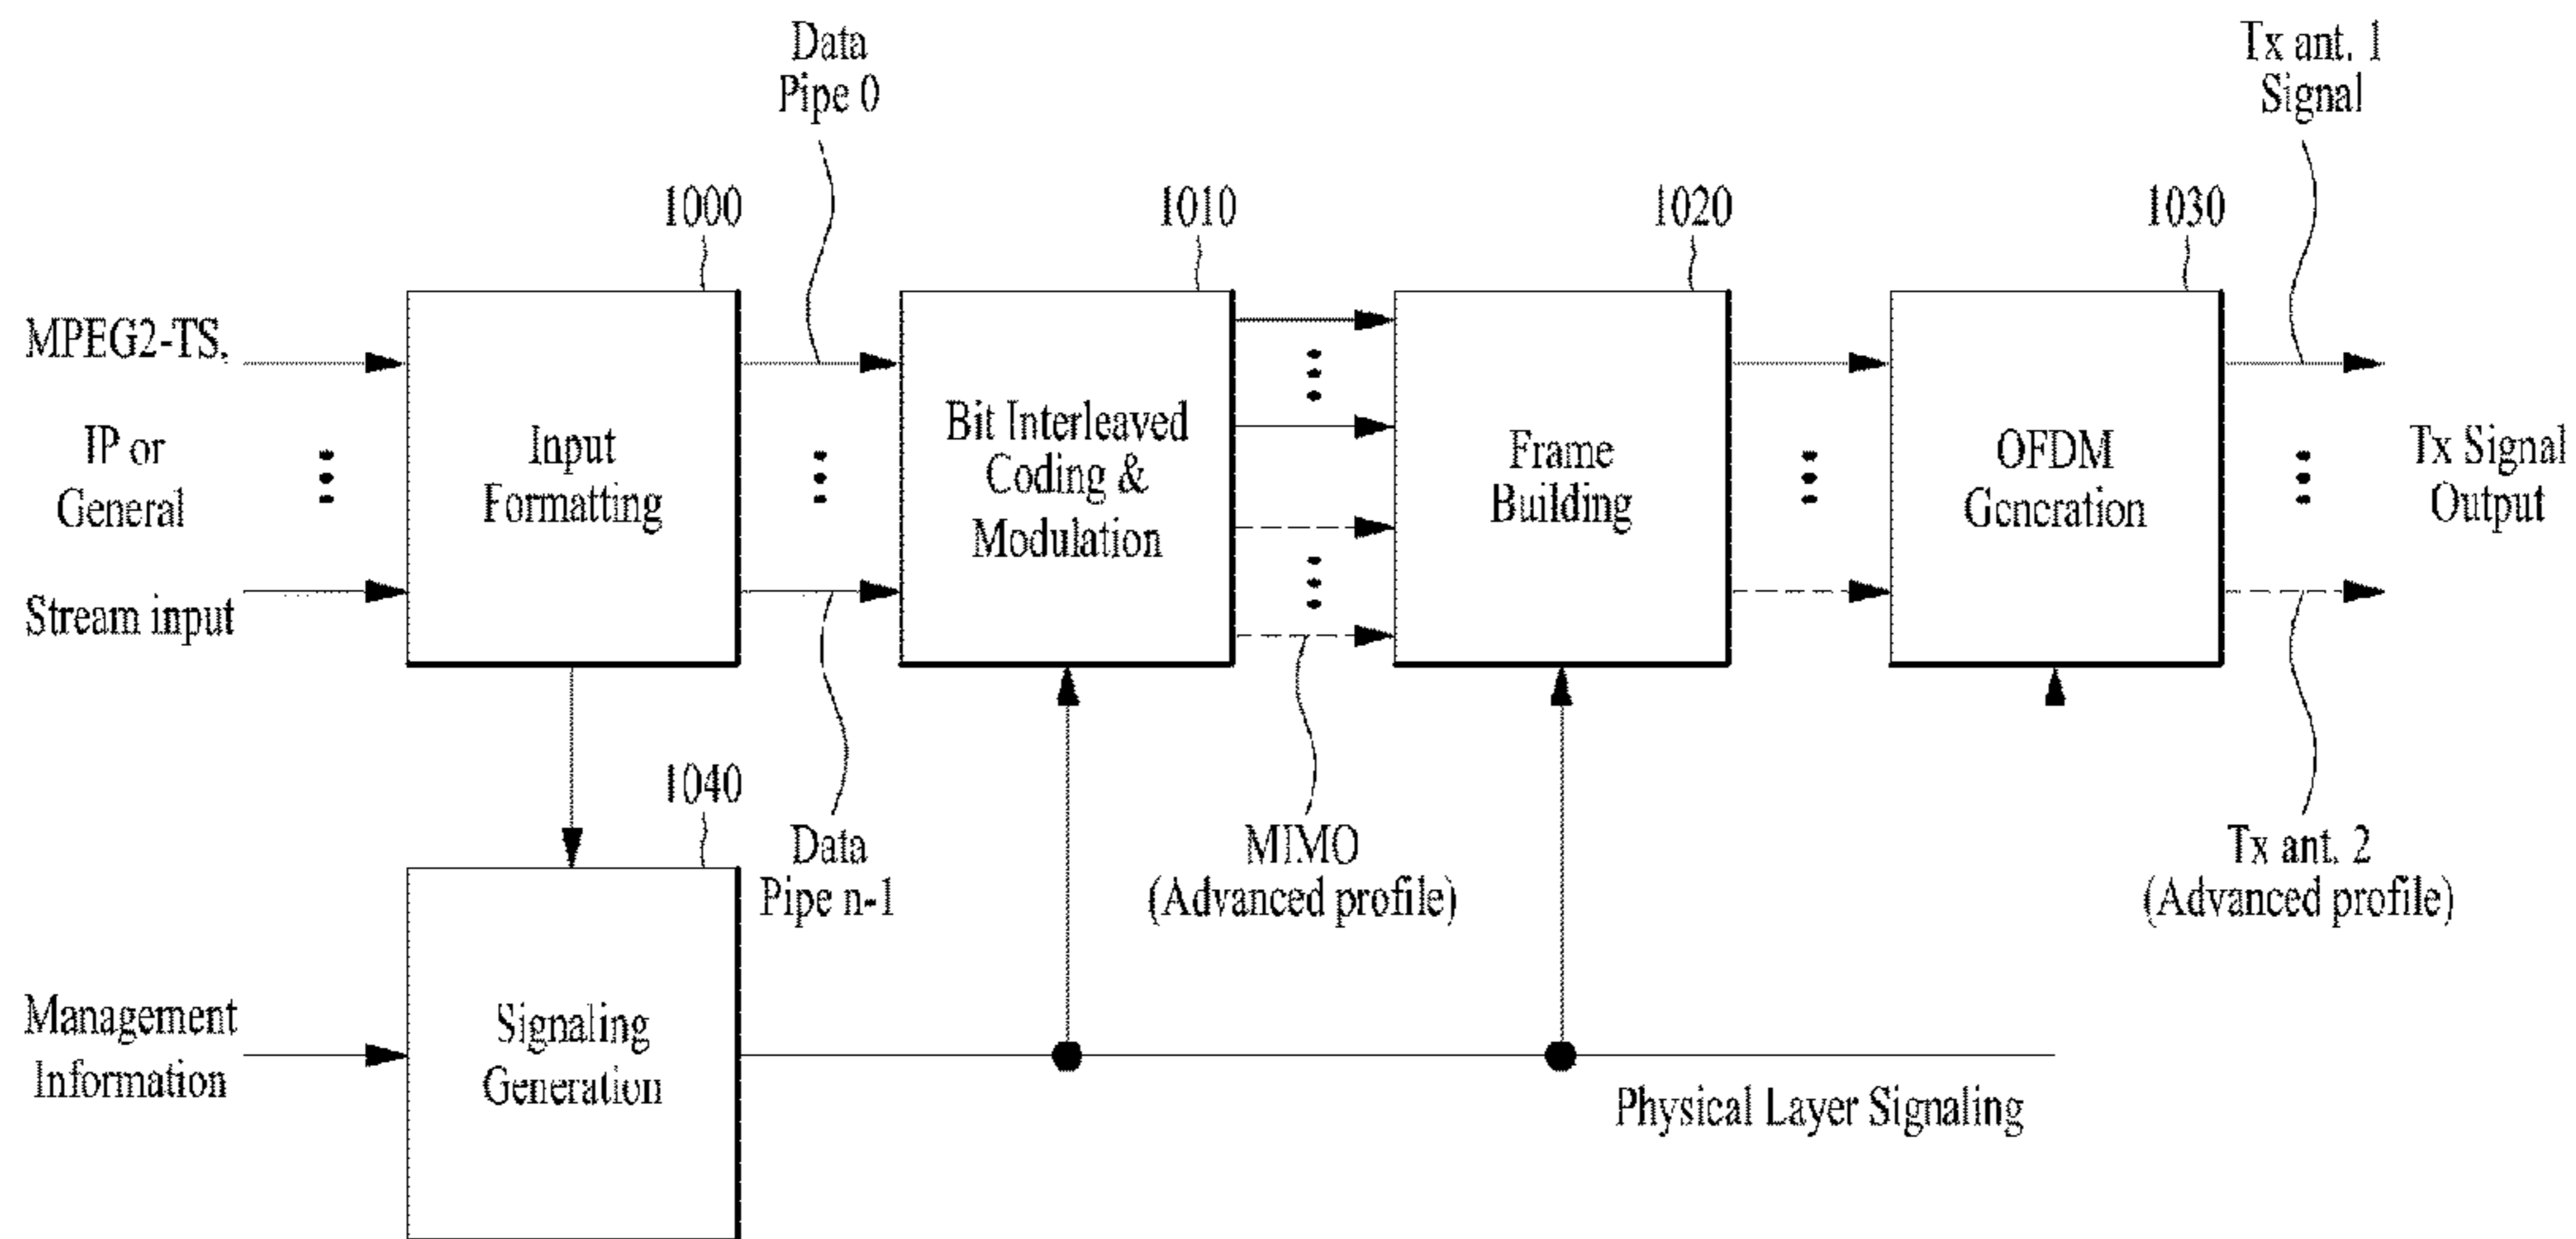 Data
Pipe 0
Tx ant. 1
Signal
1000
1010
1020
1030
MPEG2-TS,
IP or
General
Stream input
Input
Formatting
Bit Interleaved
Coding &
Modulation
Frame
Building
OFDM
Generation
Tx Signal
Output
1040
Data
Pipe n-1
MIMO
(Advanced profile)
Tx ant. 2
(Advanced profile)
Management
Information
Signaling
Generation
Physical Layer Signaling